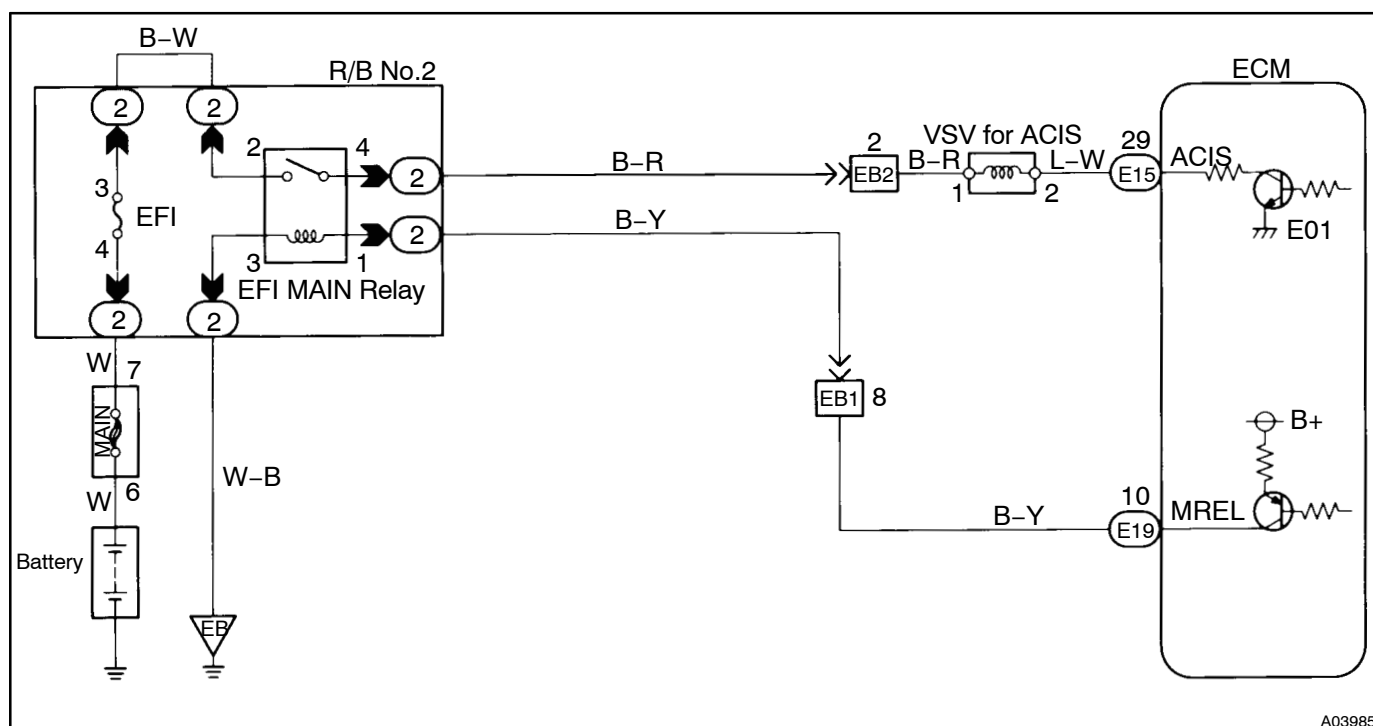 B–W
R/B No.2
ECM
2
2
2
4
2
VSV for ACIS
29
2
B–R
EB2
B–R
L–W
E15
ACIS
1
2
E01
3
EFI
4
B–Y
2
3
1
EFI MAIN Relay
2
2
W
7
EB1
8
MAIN
B+
W
6
W–B
10
B–Y
MREL
E19
Battery
EB
A03985